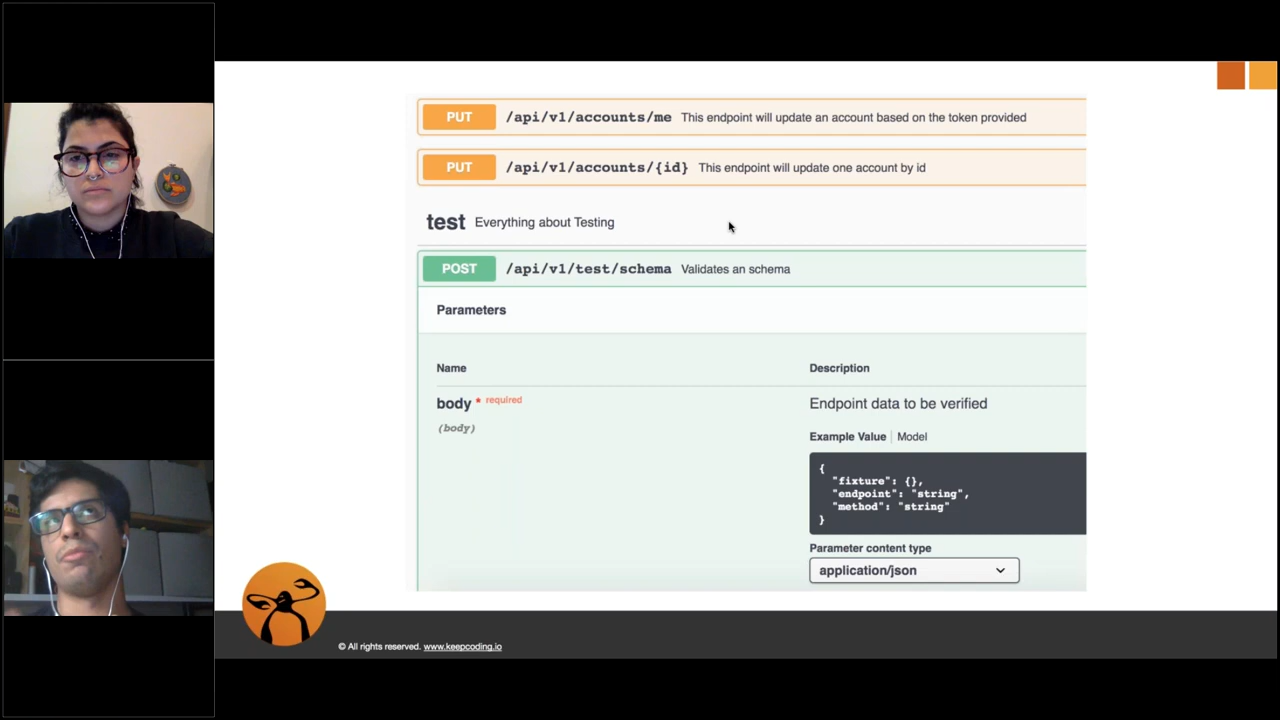 PUT /api/v1/accounts/me This endpoint will update an account based on the token provided
PUT /api/v1/accounts/{id} This endpoint will update one account by id
test Everything about Testing
POST /api/v1/test/schema Validates an schema
Parameters
Name Description
body * required Endpoint data to be verified
(body)
Example Value | Model
{
"fixture": {},
"endpoint": "string",
"method": "string"
}
Parameter content type
application/json
© All rights reserved. www.keepcoding.io